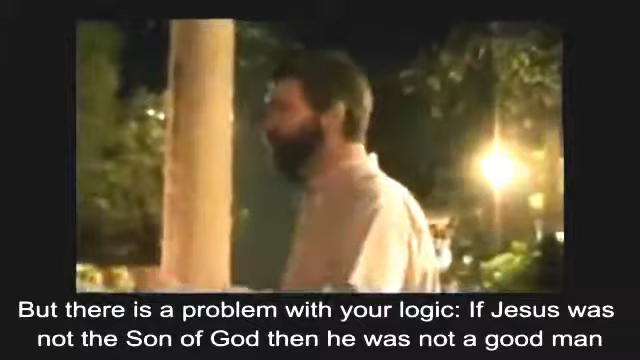 But there is a problem with your logic: If Jesus was
not the Son of God then he was not a good man